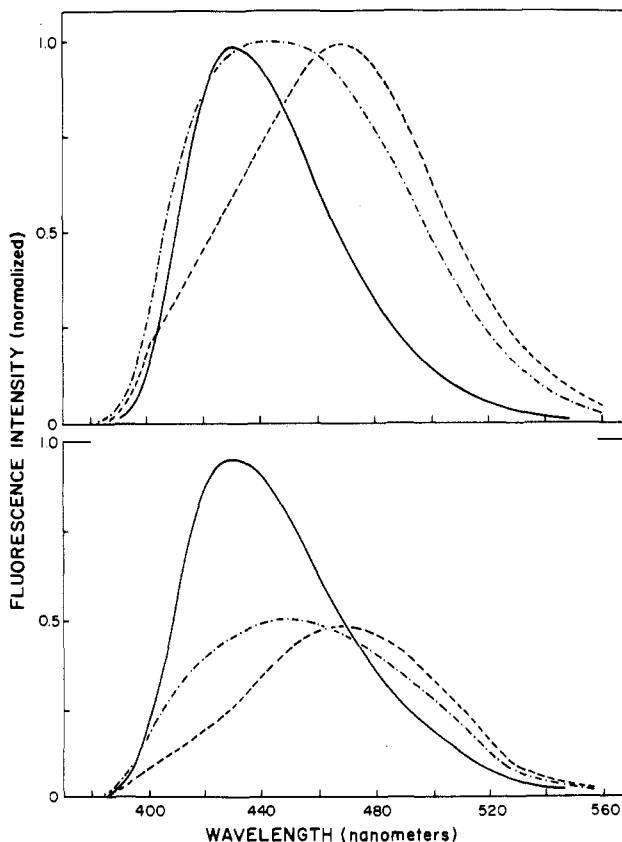 1.0
0.5
0
1.0
0.5
0
400 440 480 520 560
FLUORESCENCE INTENSITY (normalized)
WAVELENGTH (nanometers)